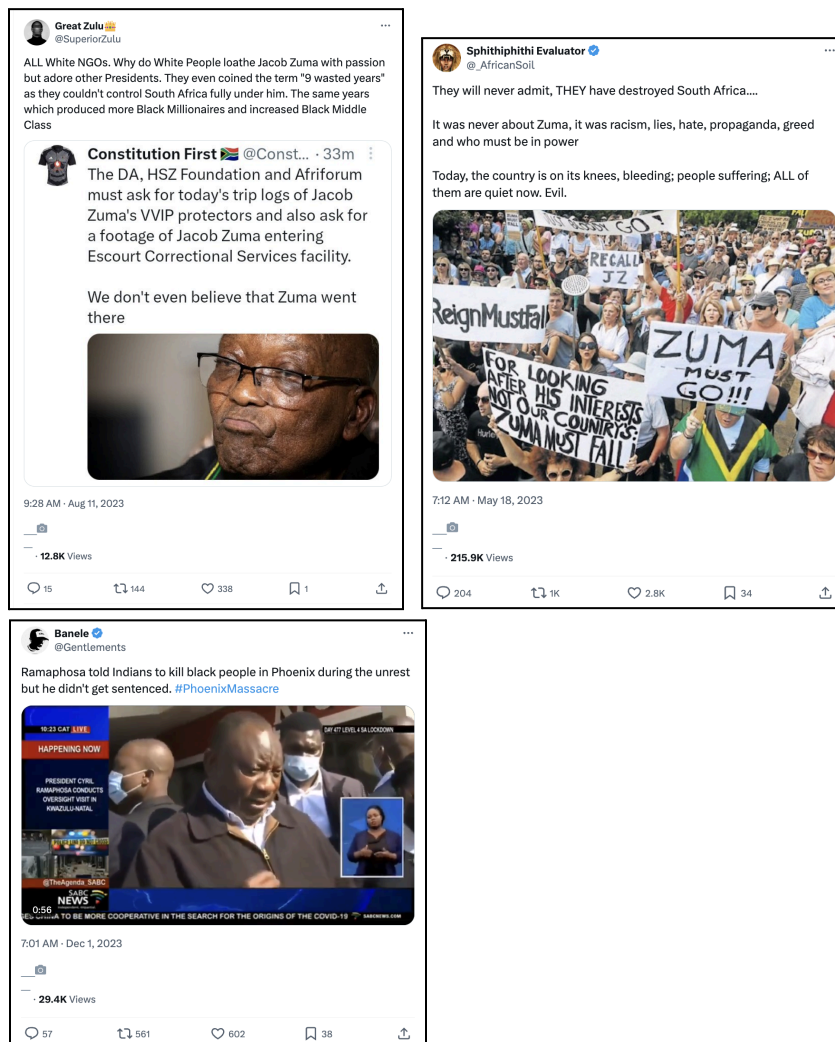 Great Zulu
@SuperiorZulu
ALL White NGOs. Why do White People loathe Jacob Zuma with passion
but adore other Presidents. They even coined the term "9 wasted years"
as they couldn't control South Africa fully under him. The same years
which produced more Black Millionaires and increased Black Middle
Class
Constitution First 🇿🇦 @Const... · 33m
The DA, HSZ Foundation and Afriforum
must ask for today's trip logs of Jacob
Zuma's VVIP protectors and also ask for
a footage of Jacob Zuma entering
Escourt Correctional Services facility.
We don't even believe that Zuma went
there
9:28 AM · Aug 11, 2023
· 12.8K Views
15 144 338 1
Sphithiphithi Evaluator
@_AfricanSoil
They will never admit, THEY have destroyed South Africa....
It was never about Zuma, it was racism, lies, hate, propaganda, greed
and who must be in power
Today, the country is on its knees, bleeding; people suffering; ALL of
them are quiet now. Evil.
GO!
RECALL
JZ
ReignMustFall
ZUMA
MUST
GO!!!
FOR LOOKING
AFTER HIS INTERESTS
NOT OUR COUNTRY'S:
ZUMA MUST FALL!
Hurley
7:12 AM · May 18, 2023
· 215.9K Views
204 1K 2.8K 34
Banele
@Gentlements
Ramaphosa told Indians to kill black people in Phoenix during the unrest
but he didn't get sentenced. #PhoenixMassacre
10:23 CAT LIVE
DAY 477 LEVEL 4 SA LOCKDOWN
HAPPENING NOW
PRESIDENT CYRIL
RAMAPHOSA CONDUCTS
OVERSIGHT VISIT IN
KWAZULU-NATAL
@TheAgenda_SABC
SABC
NEWS
0:56
CHINA TO BE MORE COOPERATIVE IN THE SEARCH FOR THE ORIGINS OF THE COVID-19
SABCNEWS.COM
7:01 AM · Dec 1, 2023
· 29.4K Views
57 561 602 38